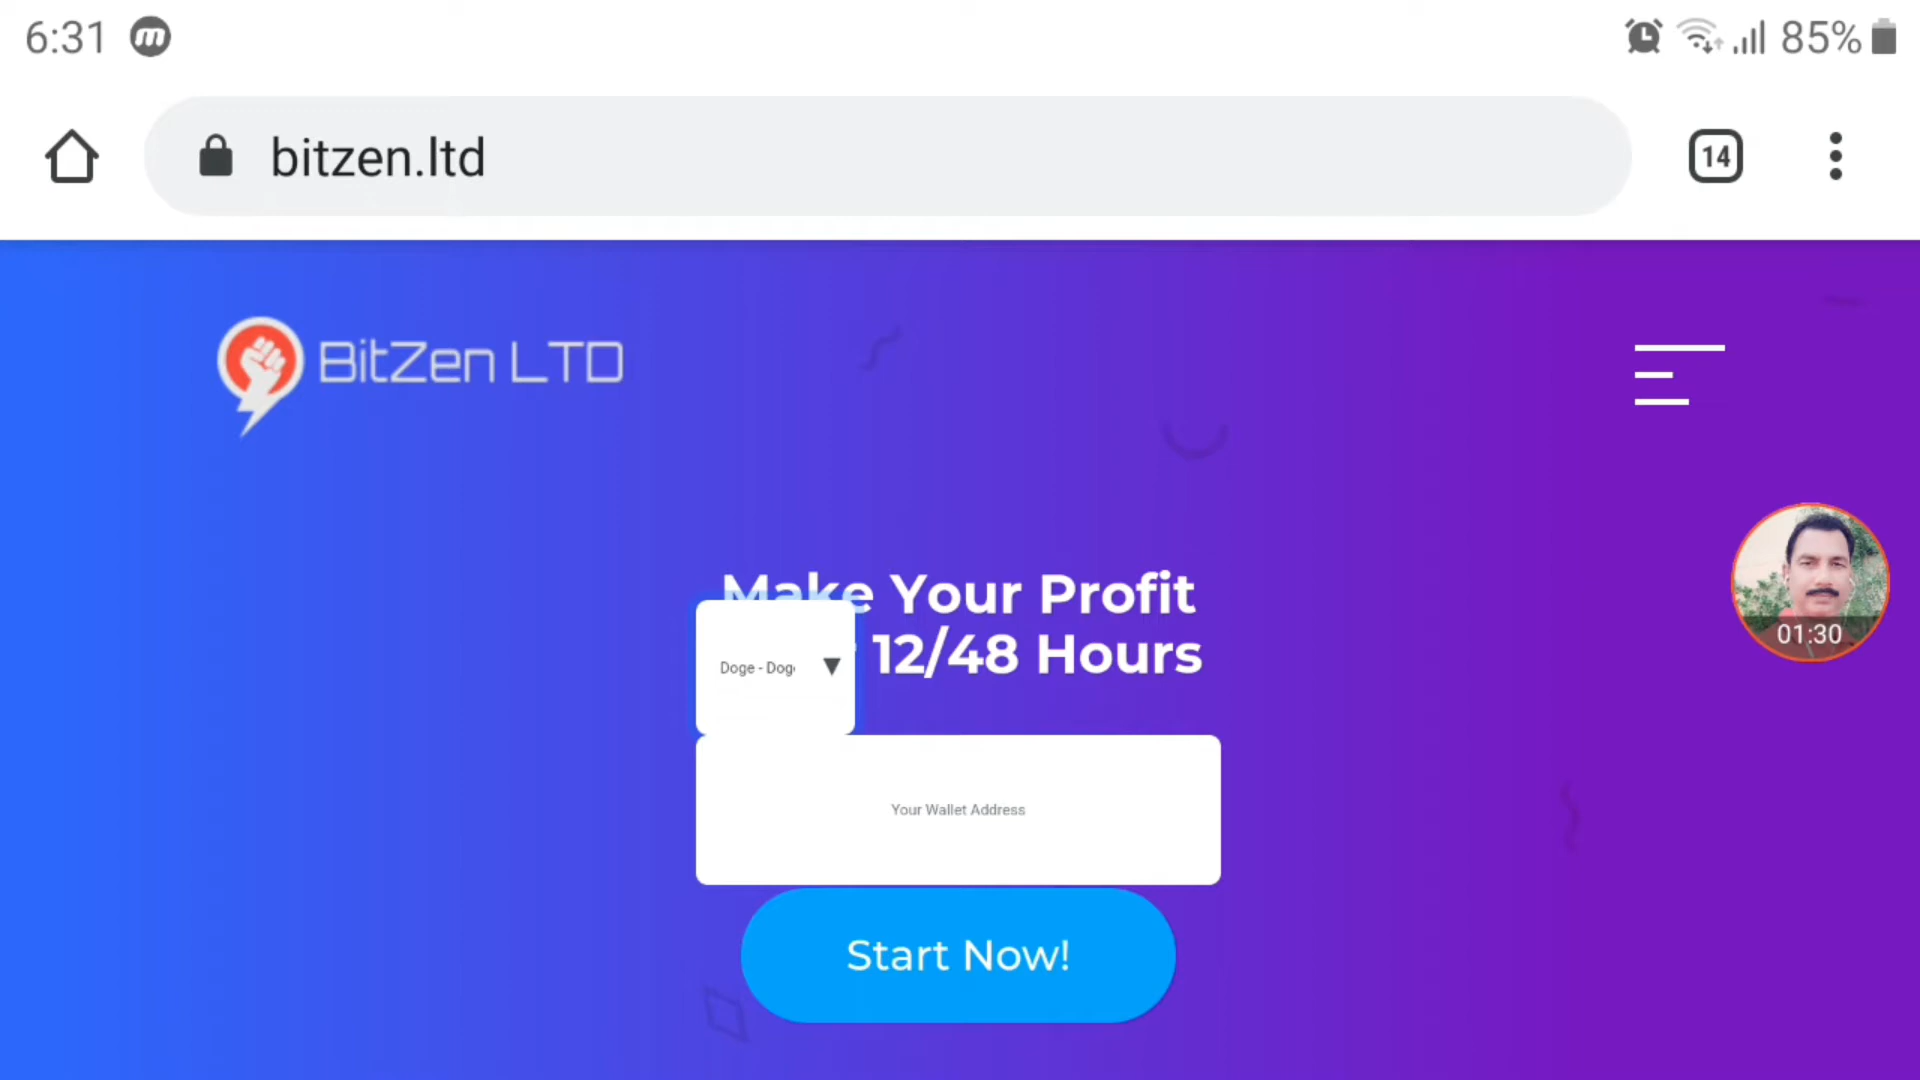 6:31
85%
bitzen.ltd
14
BitZen LTD
Make Your Profit
12/48 Hours
Doge - Dog
01:30
Your Wallet Address
Start Now!